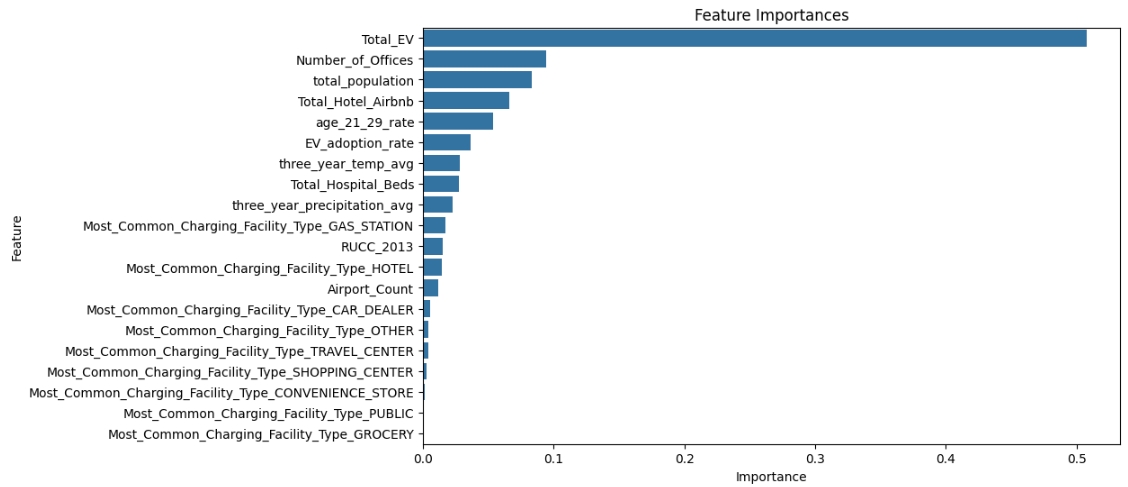 Feature Importances
Total_EV
Number_of_Offices
total_population
Total_Hotel_Airbnb
age_21_29_rate
EV_adoption_rate
three_year_temp_avg
Total_Hospital_Beds
three_year_precipitation_avg
Most_Common_Charging_Facility_Type_GAS_STATION
RUCC_2013
Most_Common_Charging_Facility_Type_HOTEL
Airport_Count
Most_Common_Charging_Facility_Type_CAR_DEALER
Most_Common_Charging_Facility_Type_OTHER
Most_Common_Charging_Facility_Type_TRAVEL_CENTER
Most_Common_Charging_Facility_Type_SHOPPING_CENTER
Most_Common_Charging_Facility_Type_CONVENIENCE_STORE
Most_Common_Charging_Facility_Type_PUBLIC
Most_Common_Charging_Facility_Type_GROCERY
Feature
0.0 0.1 0.2 0.3 0.4 0.5
Importance